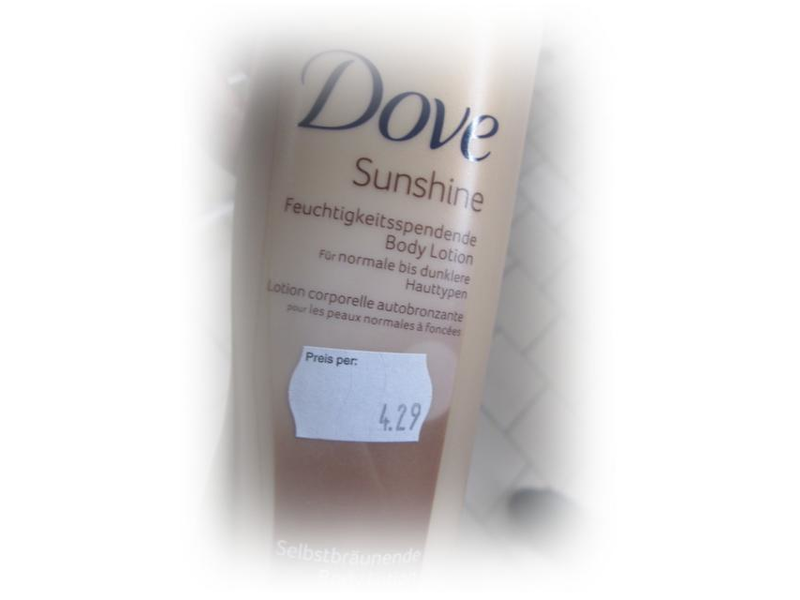 Dove
Sunshine
Feuchtigkeitsspendende
Body Lotion
Für normale bis dunklere
Hauttypen
Lotion corporelle autobronzante
pour les peaux normales à foncées
Preis per:
4.29
Selbstbräunende